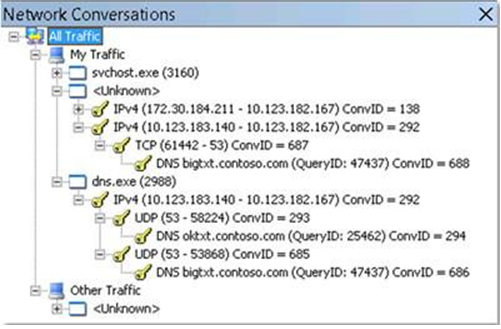 Network Conversations
All Traffic
My Traffic
svchost.exe (3160)
<Unknown>
IPv4 (172.30.184.211 - 10.123.182.167) ConvID = 138
IPv4 (10.123.183.140 - 10.123.182.167) ConvID = 292
TCP (61442 - 53) ConvID = 687
DNS bigtxt.contoso.com (QueryID: 47437) ConvID = 688
dns.exe (2988)
IPv4 (10.123.183.140 - 10.123.182.167) ConvID = 292
UDP (53 - 58224) ConvID = 293
DNS oktxt.contoso.com (QueryID: 25462) ConvID = 294
UDP (53 - 53868) ConvID = 685
DNS bigtxt.contoso.com (QueryID: 47437) ConvID = 686
Other Traffic
<Unknown>